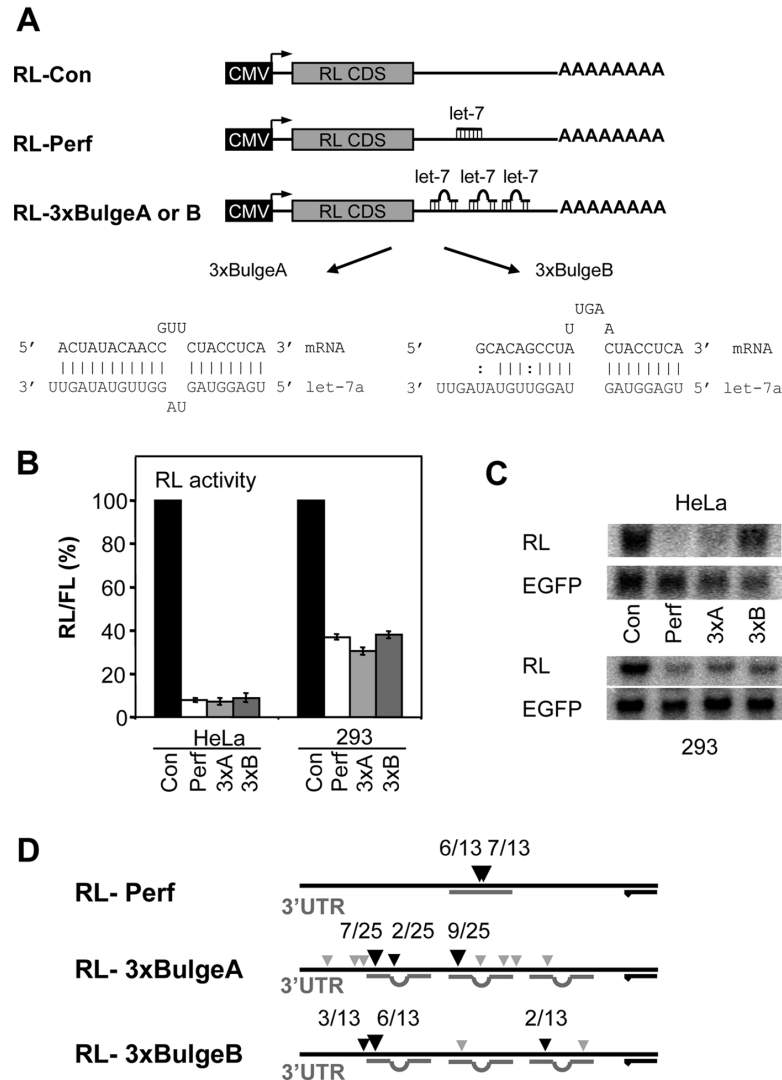 A
RL-Con
CMV
RL CDS
AAAAAAAA
let-7
RL-Perf
CMV
RL CDS
AAAAAAAA
let-7 let-7 let-7
RL-3xBulgeA or B
CMV
RL CDS
AAAAAAAA
3xBulgeA
3xBulgeB
GUU
5' ACUAUACAACC CUACCUCA 3' mRNA
3' UUGAUAUGUUGG GAUGGAGU 5' let-7a
AU
UGA
U A
5' GCACAGCCUA CUACCUCA 3' mRNA
3' UUGAUAUGUUGGAU GAUGGAGU 5' let-7a
B
RL activity
RL/FL (%)
100
80
60
40
20
0
HeLa
293
Con
Perf
3xA
3xB
Con
Perf
3xA
3xB
C
HeLa
RL
EGFP
Con
Perf
3xA
3xB
RL
EGFP
293
D
6/13 7/13
RL- Perf
3'UTR
7/25 2/25 9/25
RL- 3xBulgeA
3'UTR
3/13 6/13 2/13
RL- 3xBulgeB
3'UTR